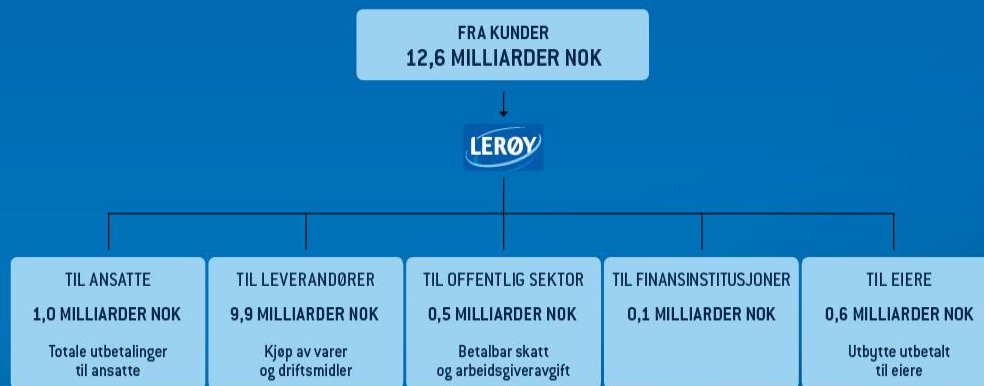 FRA KUNDER
12,6 MILLIARDER NOK
LERØY
TIL ANSATTE
1,0 MILLIARDER NOK
Totale utbetalinger
til ansatte
TIL LEVERANDØRER
9,9 MILLIARDER NOK
Kjøp av varer
og driftsmidler
TIL OFFENTLIG SEKTOR
0,5 MILLIARDER NOK
Betalbar skatt
og arbeidsgiveravgift
TIL FINANSINSTITUSJONER
0,1 MILLIARDER NOK
TIL EIERE
0,6 MILLIARDER NOK
Utbytte utbetalt
til eiere